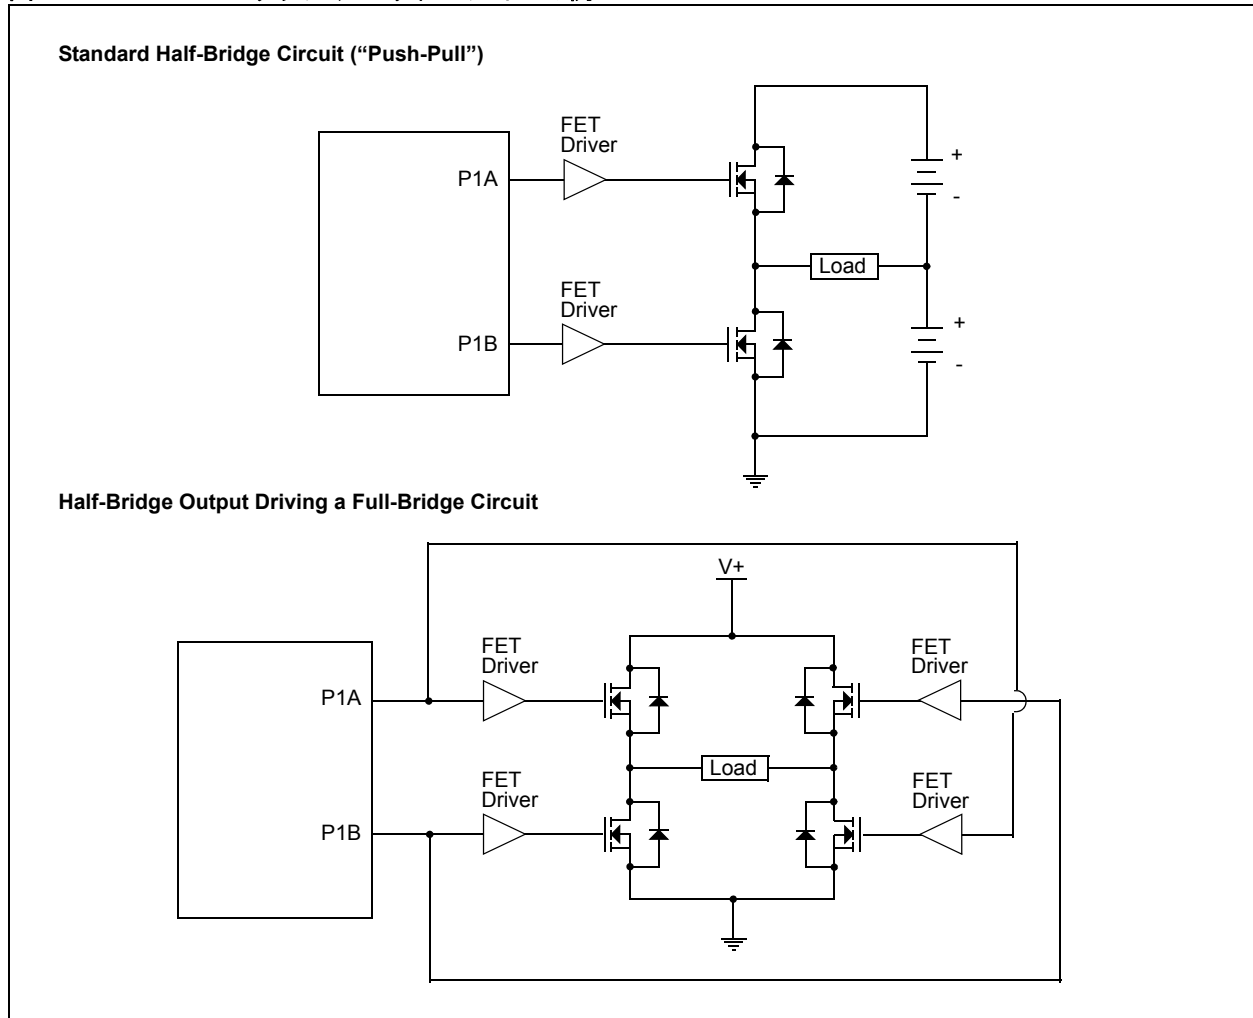 Standard Half-Bridge Circuit (“Push-Pull”)
FET
Driver
P1A
+
-
Load
FET
Driver
P1B
+
-
Half-Bridge Output Driving a Full-Bridge Circuit
V+
FET
Driver
FET
Driver
P1A
Load
FET
Driver
FET
Driver
P1B